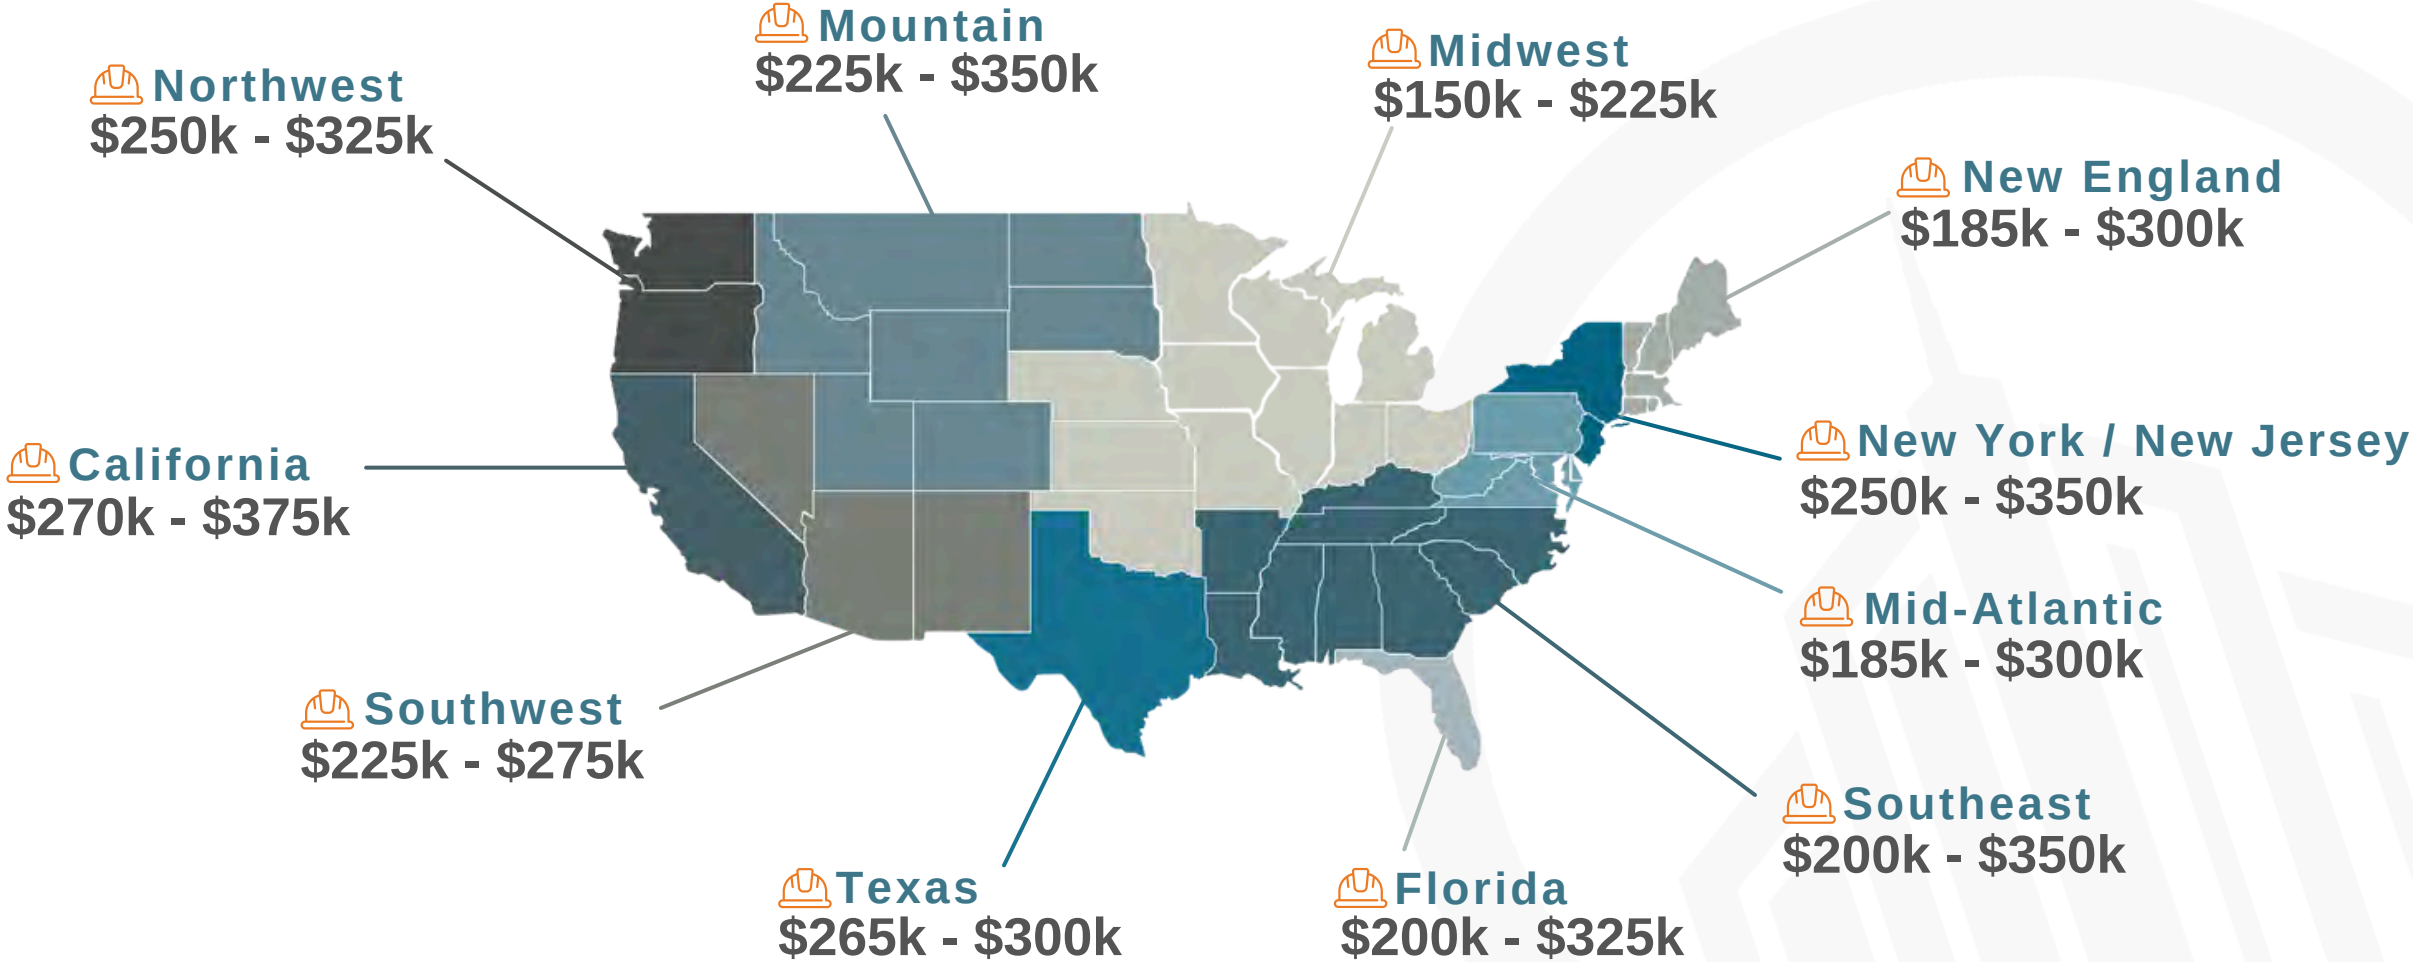 Mountain
$225k - $350k
Midwest
$150k - $225k
Northwest
$250k - $325k
New England
$185k - $300k
California
$270k - $375k
New York / New Jersey
$250k - $350k
Mid-Atlantic
$185k - $300k
Southwest
$225k - $275k
Southeast
$200k - $350k
Texas
$265k - $300k
Florida
$200k - $325k